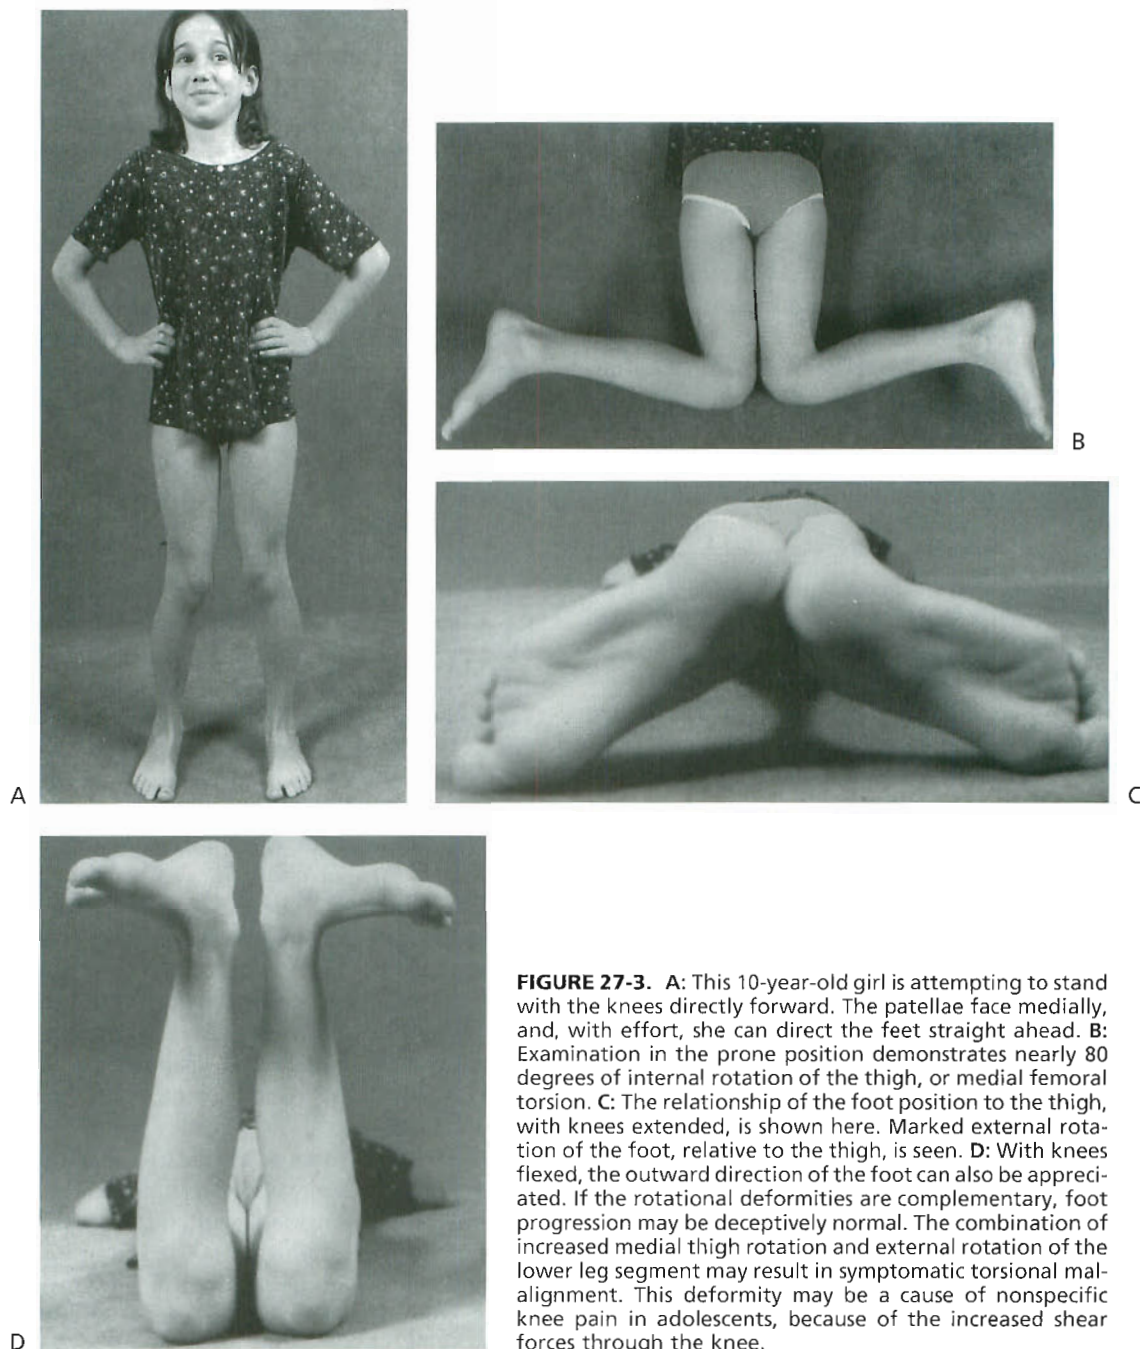 A
B
C
D
FIGURE 27-3. A: This 10-year-old girl is attempting to stand
with the knees directly forward. The patellae face medially,
and, with effort, she can direct the feet straight ahead. B:
Examination in the prone position demonstrates nearly 80
degrees of internal rotation of the thigh, or medial femoral
torsion. C: The relationship of the foot position to the thigh,
with knees extended, is shown here. Marked external rota-
tion of the foot, relative to the thigh, is seen. D: With knees
flexed, the outward direction of the foot can also be appreci-
ated. If the rotational deformities are complementary, foot
progression may be deceptively normal. The combination of
increased medial thigh rotation and external rotation of the
lower leg segment may result in symptomatic torsional mal-
alignment. This deformity may be a cause of nonspecific
knee pain in adolescents, because of the increased shear
forces through the knee.